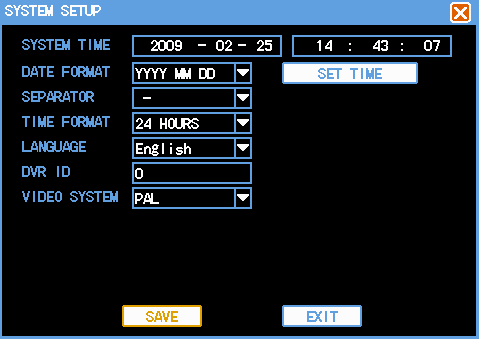 SYSTEM SETUP
SYSTEM TIME 2009 - 02 - 25 14 : 43 : 07
DATE FORMAT YYYY MM DD SET TIME
SEPARATOR -
TIME FORMAT 24 HOURS
LANGUAGE English
DVR ID 0
VIDEO SYSTEM PAL
SAVE EXIT